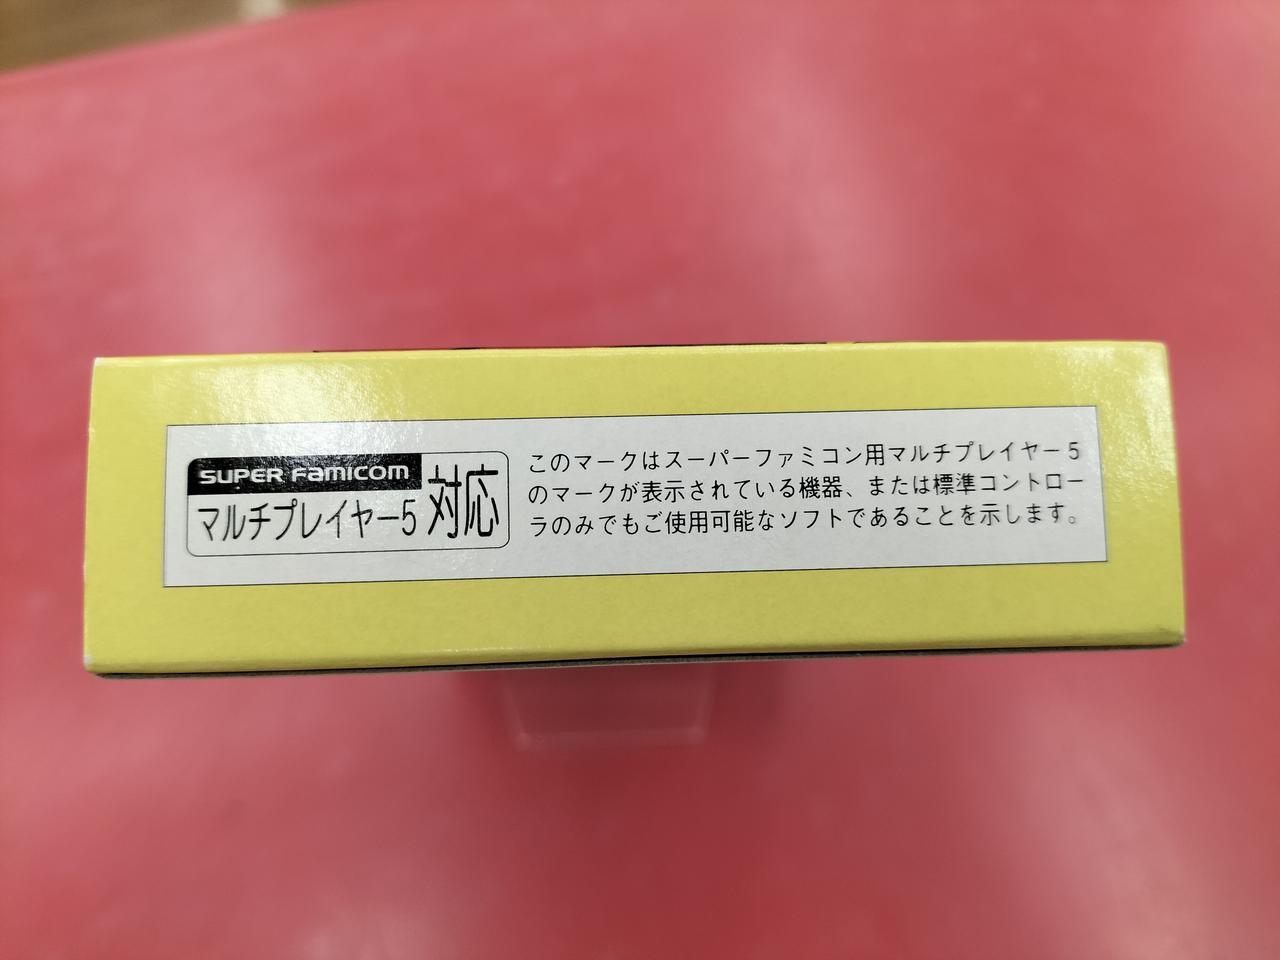 SUPER FAMICOM
マルチプレイヤー5 対応
このマークはスーパーファミコン用マルチプレイヤー5
のマークが表示されている機器、または標準コントロー
ラのみでもご使用可能なソフトであることを示します。